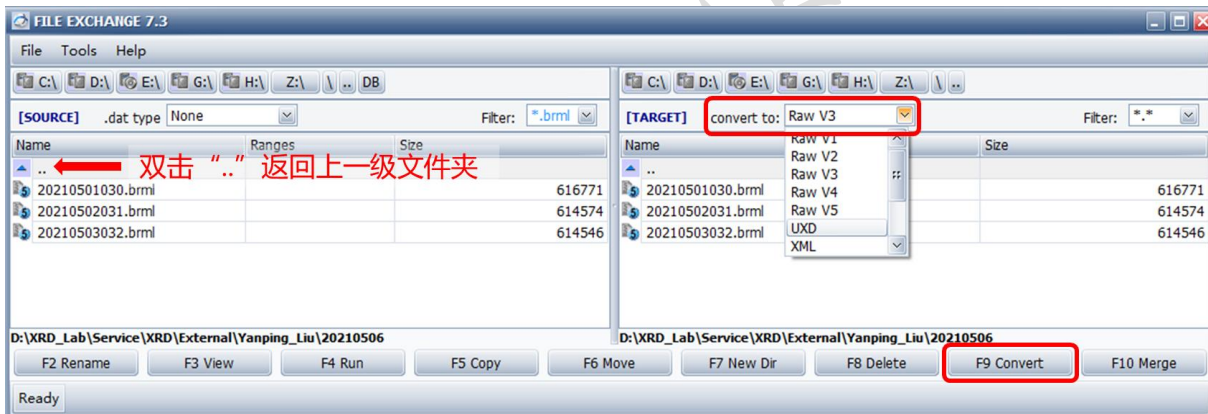 FILE EXCHANGE 7.3
File Tools Help
C:\ D:\ E:\ G:\ H:\ Z:\ \ .. DB
C:\ D:\ E:\ G:\ H:\ Z:\ \ ..
[SOURCE] .dat type None Filter: *.brml
[TARGET] convert to: Raw V3 Filter: *.*
Name Ranges Size
Name Size
.. 双击“..”返回上一级文件夹
20210501030.brml 616771
20210502031.brml 614574
20210503032.brml 614546
..
20210501030.brml 616771
20210502031.brml 614574
20210503032.brml 614546
Raw V1
Raw V2
Raw V3
Raw V4
Raw V5
UXD
XML
D:\XRD_Lab\Service\XRD\External\Yanping_Liu\20210506
D:\XRD_Lab\Service\XRD\External\Yanping_Liu\20210506
F2 Rename F3 View F4 Run F5 Copy F6 Move F7 New Dir F8 Delete F9 Convert F10 Merge
Ready